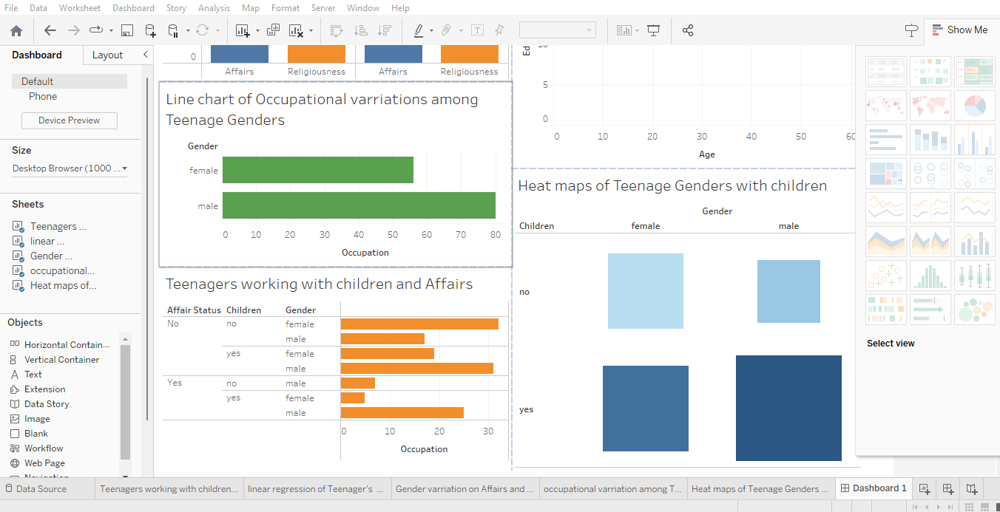 File Data Worksheet Dashboard Story Analysis Map Format Server Window Help
Show Me
Dashboard Layout
Default
Phone
Device Preview
Size
Desktop Browser (1000 ...
Sheets
Teenagers ...
linear ...
Gender ...
occupational...
Heat maps of...
Objects
Horizontal Contain...
Vertical Container
Text
Extension
Data Story
Image
Blank
Workflow
Web Page
0
Affairs Religiousness Affairs Religiousness
Line chart of Occupational varriations among
Teenage Genders
Gender
female
male
0 10 20 30 40 50 60 70 80
Occupation
Teenagers working with children and Affairs
Affair Status Children Gender
No no female
male
yes female
male
Yes no male
yes female
male
0 10 20 30
Occupation
5
0
0 10 20 30 40 50 60
Age
Heat maps of Teenage Genders with children
Gender
Children female male
no
yes
Select view
Data Source Teenagers working with children... linear regression of Teenager's ... Gender varriation on Affairs and ... occupational varriation among T... Heat maps of Teenage Genders ... Dashboard 1